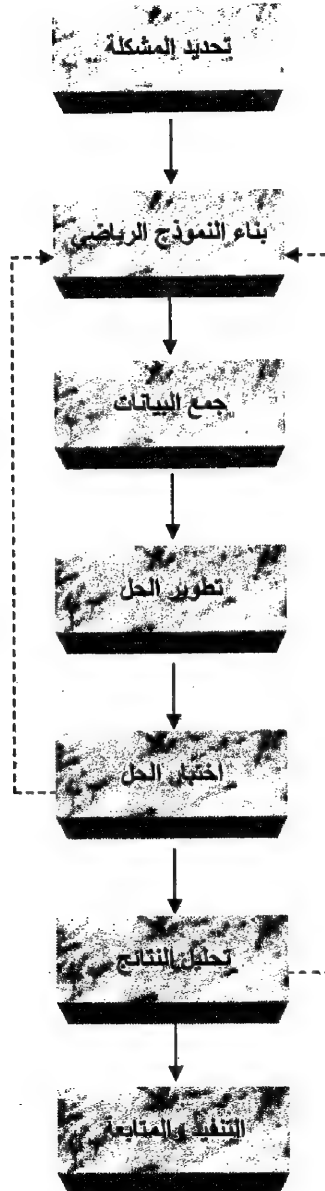 تحديد المشكلة
بناء النموذج الرياضي
جمع البيانات
تطوير الحل
اختبار الحل
تحليل النتائج
التنفيذ والمتابعة